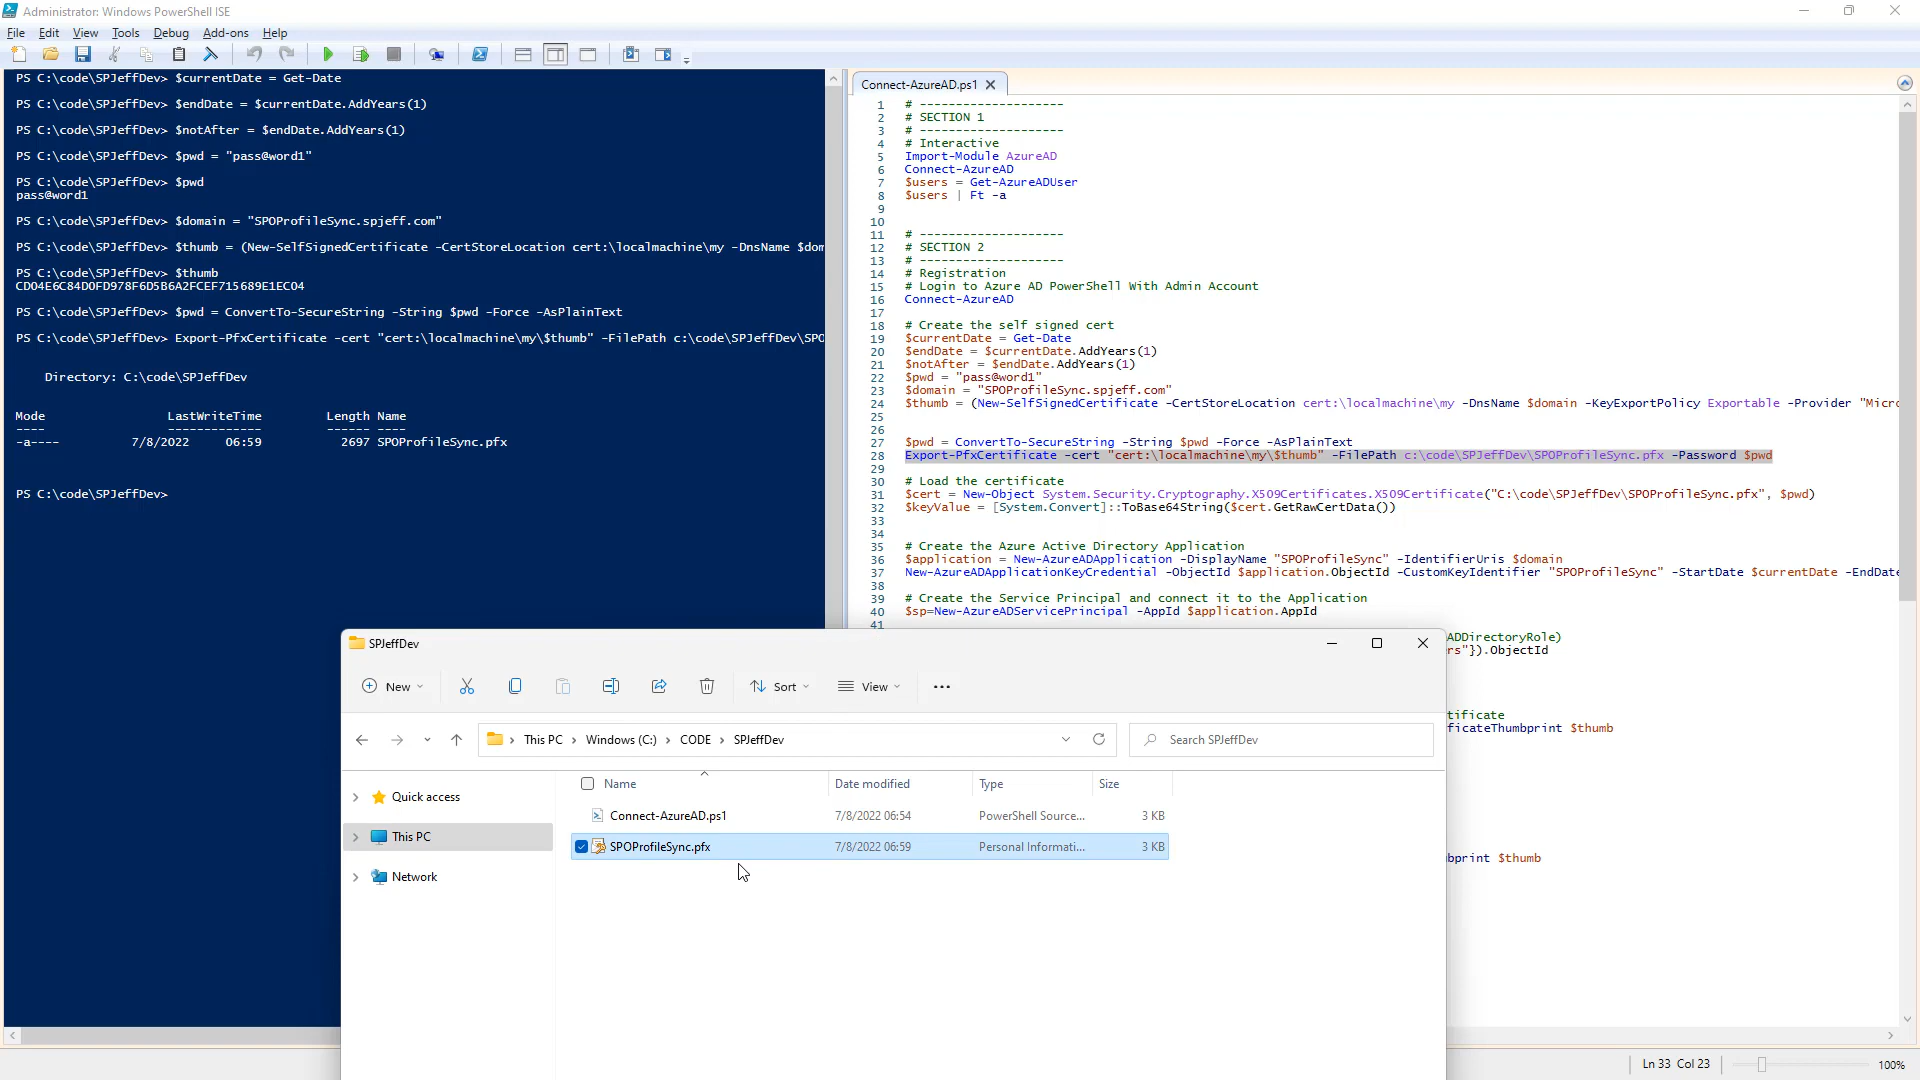 Administrator: Windows PowerShell ISE
File Edit View Tools Debug Add-ons Help
PS C:\code\SPJeffDev> $currentDate = Get-Date
PS C:\code\SPJeffDev> $endDate = $currentDate.AddYears(1)
PS C:\code\SPJeffDev> $notAfter = $endDate.AddYears(1)
PS C:\code\SPJeffDev> $pwd = "pass@word1"
PS C:\code\SPJeffDev> $pwd
pass@word1
PS C:\code\SPJeffDev> $domain = "SPOProfileSync.spjeff.com"
PS C:\code\SPJeffDev> $thumb = (New-SelfSignedCertificate -CertStoreLocation cert:\localmachine\my -DnsName $dom
PS C:\code\SPJeffDev> $thumb
CD04E6C84D0FD978F6D5B6A2FCEF715689E1EC04
PS C:\code\SPJeffDev> $pwd = ConvertTo-SecureString -String $pwd -Force -AsPlainText
PS C:\code\SPJeffDev> Export-PfxCertificate -cert "cert:\localmachine\my\$thumb" -FilePath c:\code\SPJeffDev\SPO
Directory: C:\code\SPJeffDev
Mode LastWriteTime Length Name
---- ------------- ------ ----
-a---- 7/8/2022 06:59 2697 SPOProfileSync.pfx
PS C:\code\SPJeffDev>
Connect-AzureAD.ps1
1 # --------------------
2 # SECTION 1
3 # --------------------
4 # Interactive
5 Import-Module AzureAD
6 Connect-AzureAD
7 $users = Get-AzureADUser
8 $users | Ft -a
9
10
11 # --------------------
12 # SECTION 2
13 # --------------------
14 # Registration
15 # Login to Azure AD PowerShell With Admin Account
16 Connect-AzureAD
17
18 # Create the self signed cert
19 $currentDate = Get-Date
20 $endDate = $currentDate.AddYears(1)
21 $notAfter = $endDate.AddYears(1)
22 $pwd = "pass@word1"
23 $domain = "SPOProfileSync.spjeff.com"
24 $thumb = (New-SelfSignedCertificate -CertStoreLocation cert:\localmachine\my -DnsName $domain -KeyExportPolicy Exportable -Provider "Micro
25
26
27 $pwd = ConvertTo-SecureString -String $pwd -Force -AsPlainText
28 Export-PfxCertificate -cert "cert:\localmachine\my\$thumb" -FilePath c:\code\SPJeffDev\SPOProfileSync.pfx -Password $pwd
29
30 # Load the certificate
31 $cert = New-Object System.Security.Cryptography.X509Certificates.X509Certificate("C:\code\SPJeffDev\SPOProfileSync.pfx", $pwd)
32 $keyValue = [System.Convert]::ToBase64String($cert.GetRawCertData())
33
34
35 # Create the Azure Active Directory Application
36 $application = New-AzureADApplication -DisplayName "SPOProfileSync" -IdentifierUris $domain
37 New-AzureADApplicationKeyCredential -ObjectId $application.ObjectId -CustomKeyIdentifier "SPOProfileSync" -StartDate $currentDate -EndDate
38
39 # Create the Service Principal and connect it to the Application
40 $sp=New-AzureADServicePrincipal -AppId $application.AppId
41
ADDirectoryRole)
rs"}).ObjectId
tificate
ficateThumbprint $thumb
bprint $thumb
SPJeffDev
New Sort View
This PC Windows (C:) CODE SPJeffDev Search SPJeffDev
Quick access
This PC
Network
Name Date modified Type Size
Connect-AzureAD.ps1 7/8/2022 06:54 PowerShell Source... 3 KB
SPOProfileSync.pfx 7/8/2022 06:59 Personal Informati... 3 KB
Ln 33 Col 23 100%